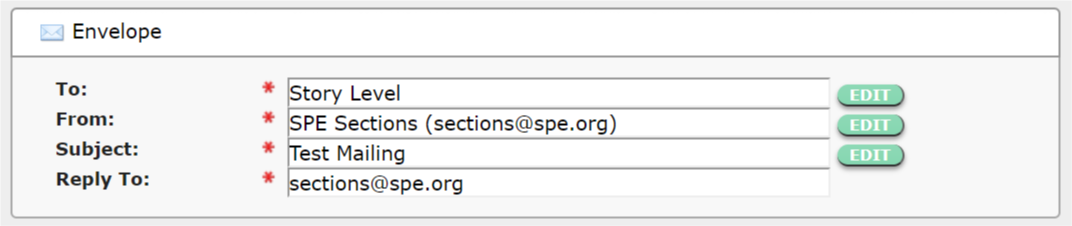 Envelope
To: * Story Level EDIT
From: * SPE Sections (sections@spe.org) EDIT
Subject: * Test Mailing EDIT
Reply To: * sections@spe.org